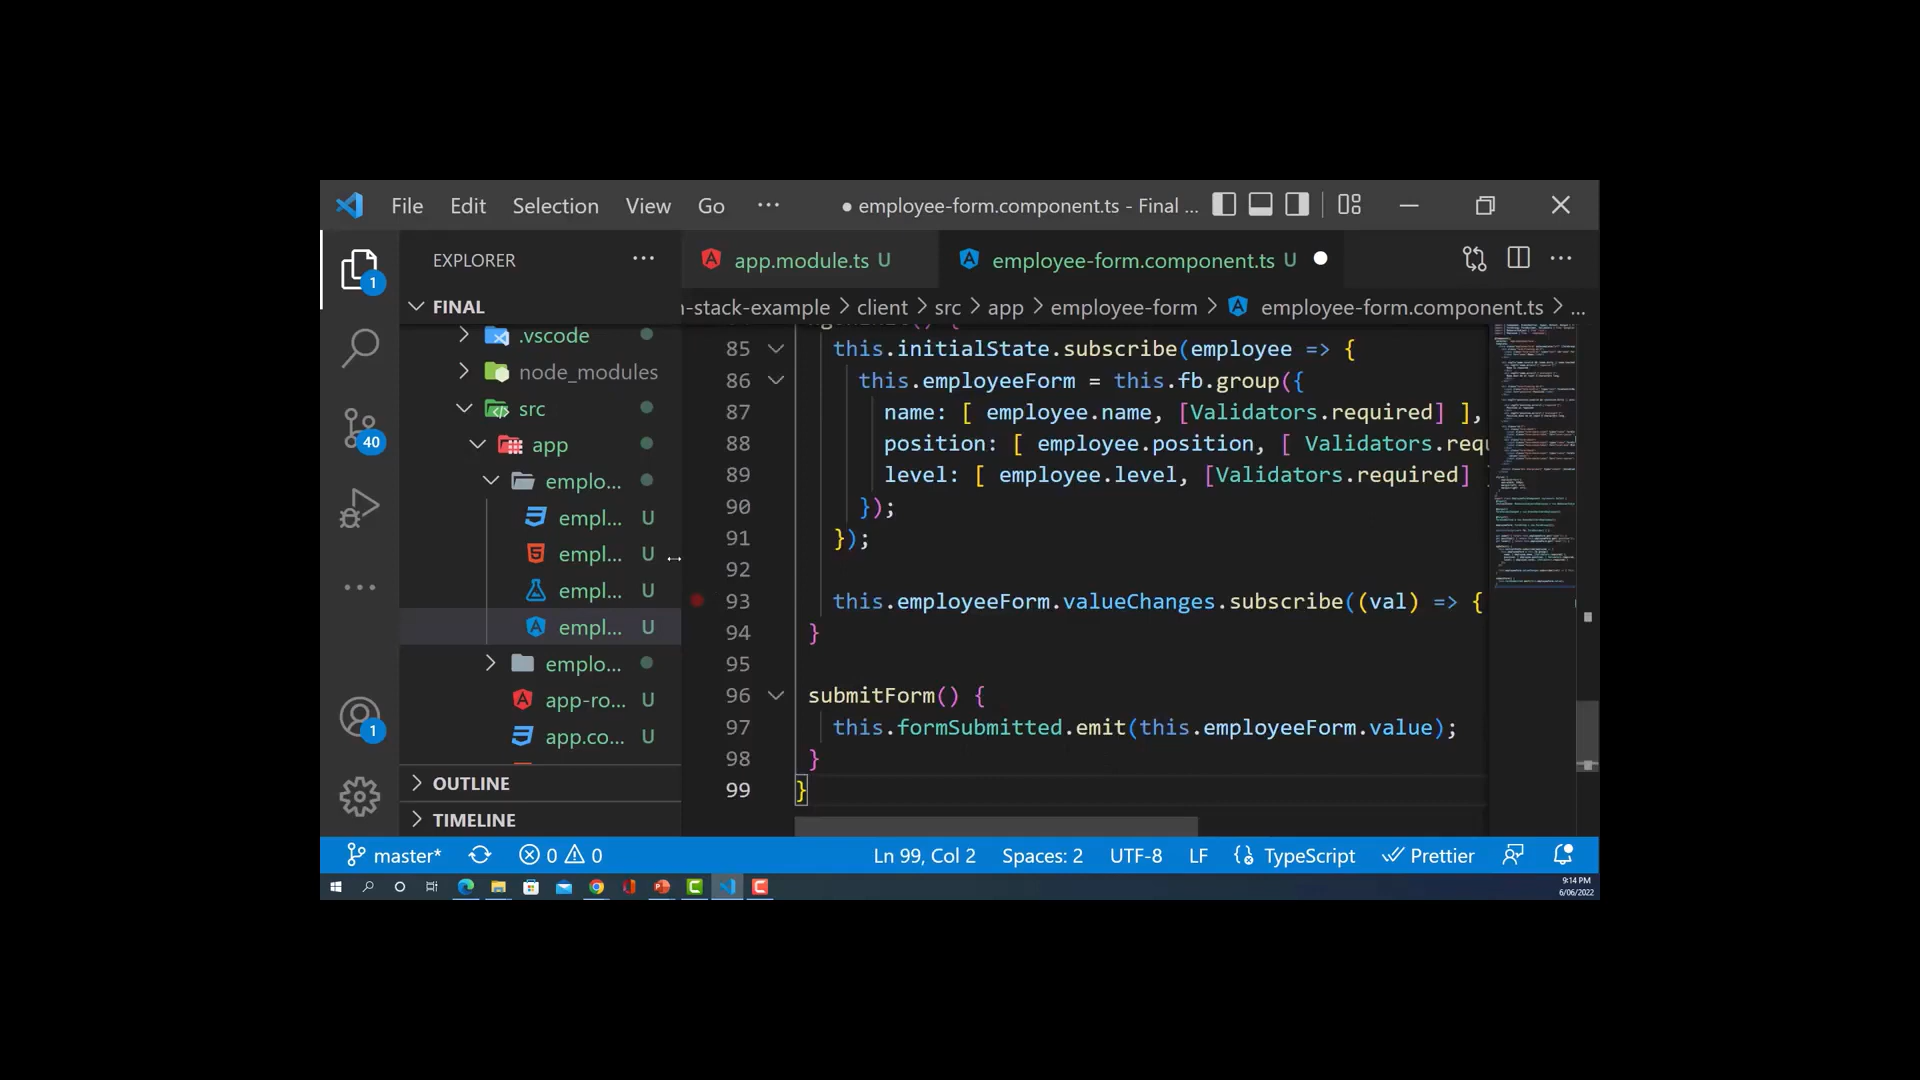 File Edit Selection View Go ··· ● employee-form.component.ts - Final ...
EXPLORER ···
app.module.ts U
employee-form.component.ts U ●
FINAL
-stack-example > client > src > app > employee-form > employee-form.component.ts > ...
.vscode
node_modules
src
app
emplo...
empl... U
empl... U
empl... U
empl... U
emplo...
app-ro... U
app.co... U
OUTLINE
TIMELINE
1
40
1
85 this.initialState.subscribe(employee => {
86 this.employeeForm = this.fb.group({
87 name: [ employee.name, [Validators.required] ],
88 position: [ employee.position, [ Validators.requ
89 level: [ employee.level, [Validators.required]
90 });
91 });
92
93 this.employeeForm.valueChanges.subscribe((val) => {
94 }
95
96 submitForm() {
97 this.formSubmitted.emit(this.employeeForm.value);
98 }
99 }
master* 0 0 Ln 99, Col 2 Spaces: 2 UTF-8 LF {} TypeScript Prettier
9:14 PM
6/06/2022